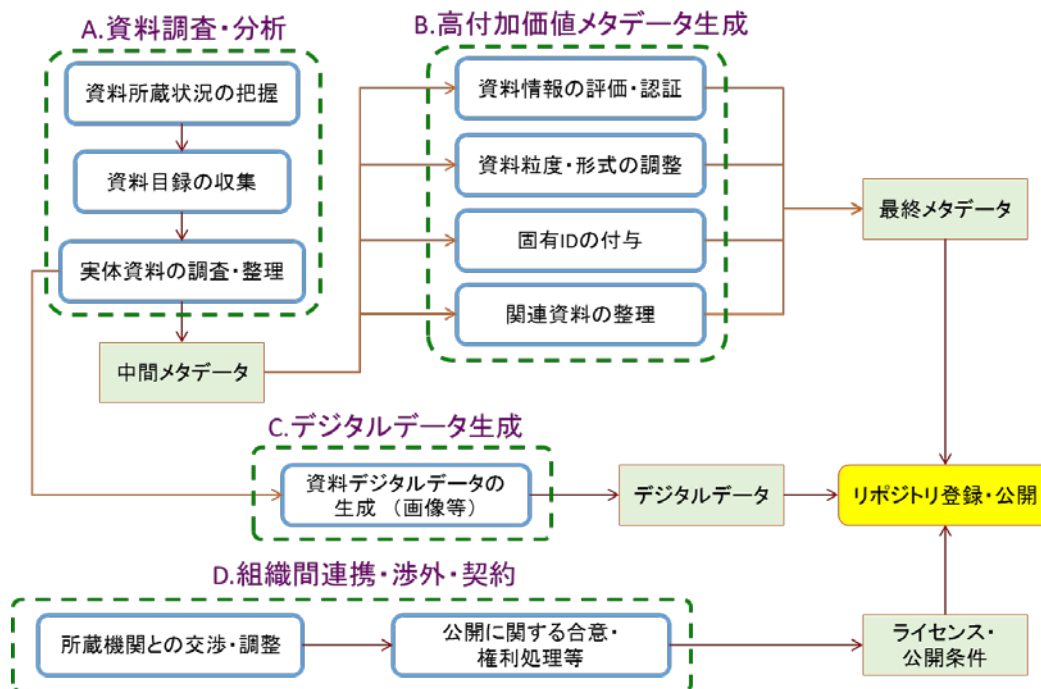 A.資料調査・分析
資料所蔵状況の把握
資料目録の収集
実体資料の調査・整理
中間メタデータ
B.高付加価値メタデータ生成
資料情報の評価・認証
資料粒度・形式の調整
固有IDの付与
関連資料の整理
最終メタデータ
C.デジタルデータ生成
資料デジタルデータの
生成 （画像等）
デジタルデータ
リポジトリ登録・公開
D.組織間連携・渉外・契約
所蔵機関との交渉・調整
公開に関する合意・
権利処理等
ライセンス・
公開条件